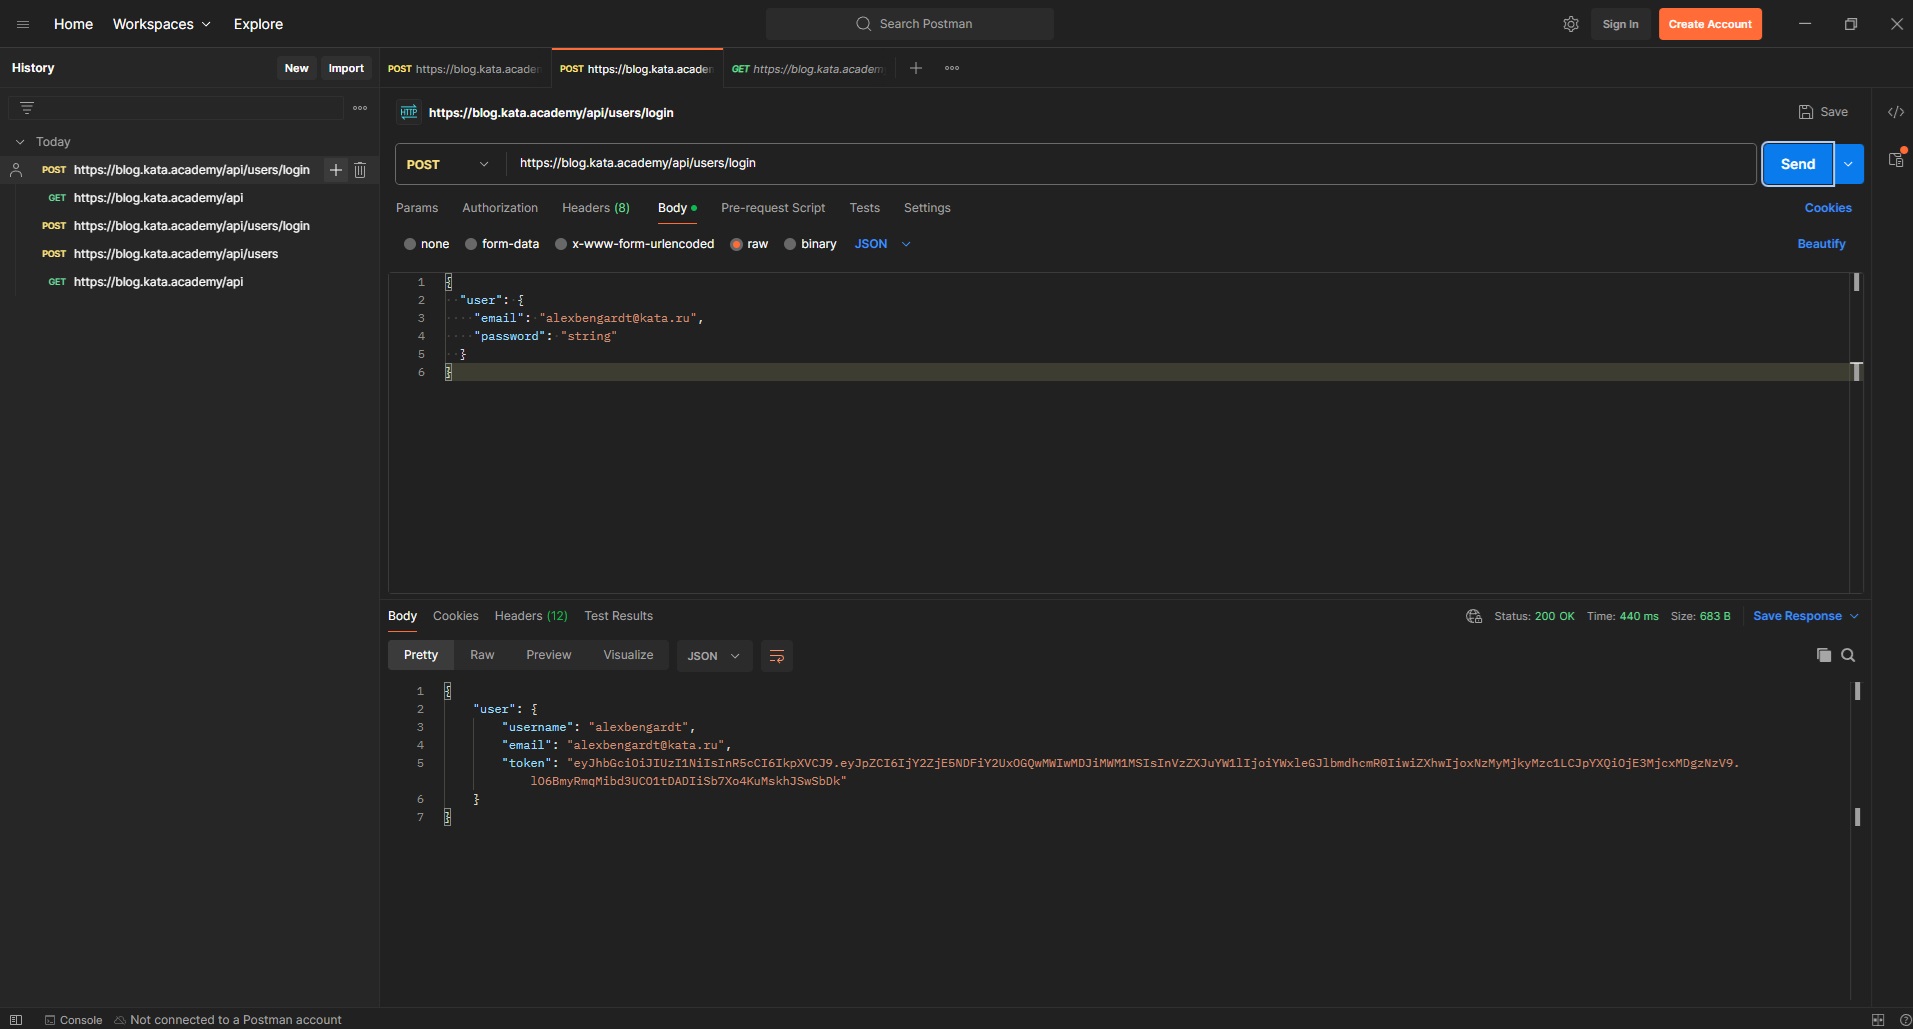 Home Workspaces Explore Search Postman Sign In Create Account
History New Import
POST https://blog.kata.acade POST https://blog.kata.acade GET https://blog.kata.academ
HTTP https://blog.kata.academy/api/users/login Save
Today
POST https://blog.kata.academy/api/users/login
GET https://blog.kata.academy/api
POST https://blog.kata.academy/api/users/login
POST https://blog.kata.academy/api/users
GET https://blog.kata.academy/api
POST https://blog.kata.academy/api/users/login Send
Params Authorization Headers (8) Body Pre-request Script Tests Settings Cookies
none form-data x-www-form-urlencoded raw binary JSON Beautify
1 {
2 "user": {
3 "email": "alexbengardt@kata.ru",
4 "password": "string"
5 }
6 }
Body Cookies Headers (12) Test Results Status: 200 OK Time: 440 ms Size: 683 B Save Response
Pretty Raw Preview Visualize JSON
1 {
2 "user": {
3 "username": "alexbengardt",
4 "email": "alexbengardt@kata.ru",
5 "token": "eyJhbGciOiJIUzI1NiIsInR5cCI6IkpXVCJ9.eyJpZCI6IjY2ZjE5NDFiY2UxOGQwMWIwMDJiMWM1MSIsInVzZXJuYW1lIjoiYWxleGJlbmdhcmR0IiwiZXhwIjoxNzMyMjkyMzc1LCJpYXQiOjE3MjcxMDgzNzV9.
lO6BmyRmqMibd3UCO1tDADIiSb7Xo4KuMskhJSwSbDk"
6 }
7 }
Console Not connected to a Postman account